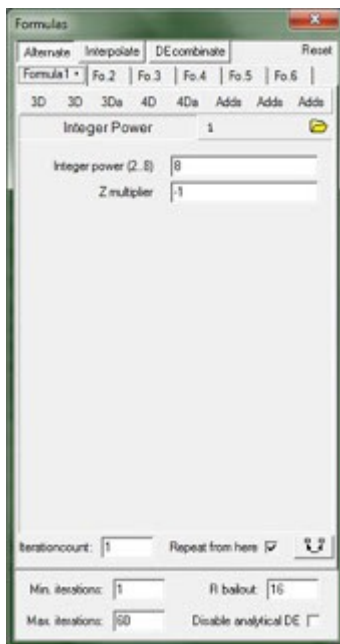 Formulas
Alternate Interpolate DEcombinate Reset
Formula1 Fo.2 Fo.3 Fo.4 Fo.5 Fo.6
3D 3D 3Da 4D 4Da Adds Adds Adds
Integer Power 1
Integer power (2..8) 8
Z multiplier -1
Iterationcount: 1 Repeat from here
Min. iterations: 1 R bailout: 16
Max. iterations: 60 Disable analytical DE